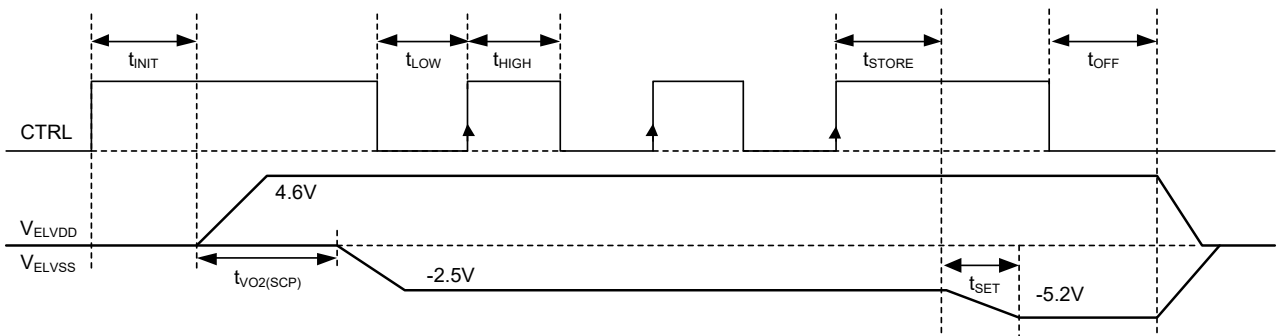 tINIT
tLOW
tHIGH
tSTORE
tOFF
CTRL
4.6V
VELVDD
VELVSS
tVO2(SCP)
-2.5V
tSET
-5.2V